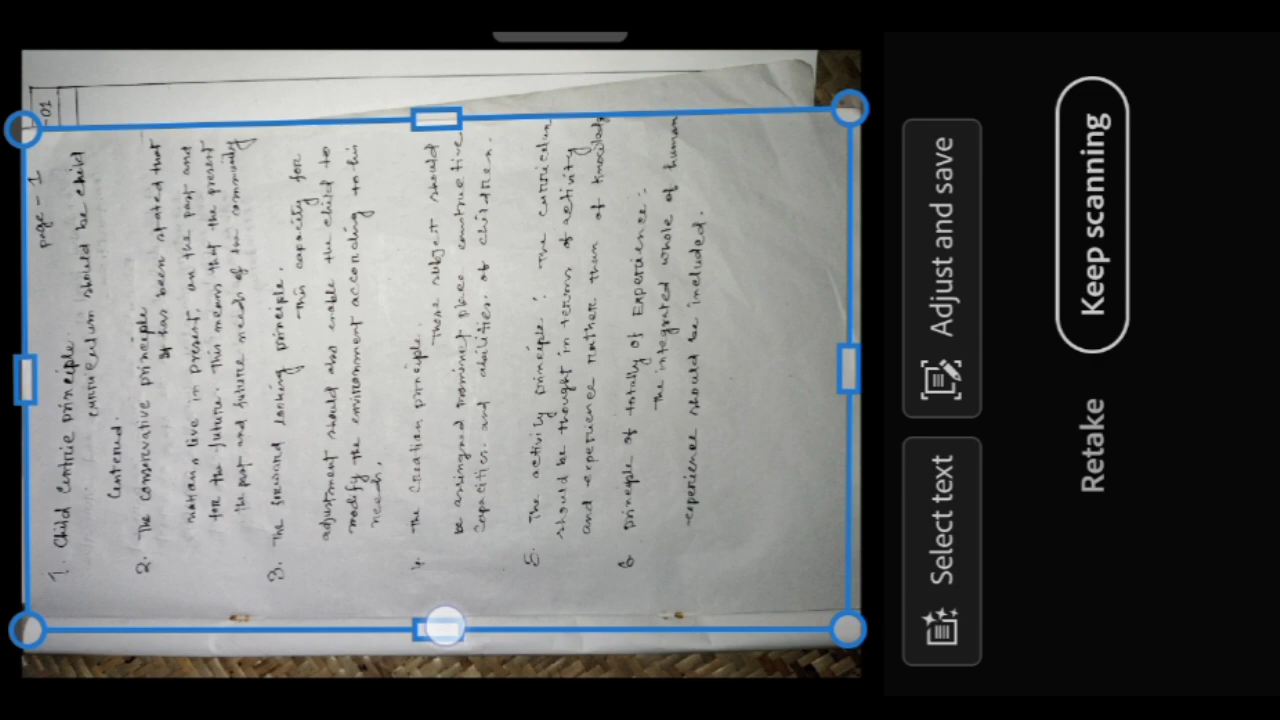 -01
page - 1
1. Child centric principle.
curriculum should be child
Centered.
2. The conservative principle
It has been stated that
nations live in present, on the past and
for the future. This means that the present
the past and future needs of the community
3. The forward looking principle.
This capacity for
adjustment should also enable the child to
modify the environment according to his
needs.
4. The Creation principle.
Those subject should
be assingned prominent place constructive
Capacities and abilities of children.
5. The activity principle : The curriculum
should be thought in terms of activity
and experience rather than of knowledge
6. principle of totally of Experience:
The integrated whole of human
experience should be included.
Select text
Adjust and save
Retake
Keep scanning